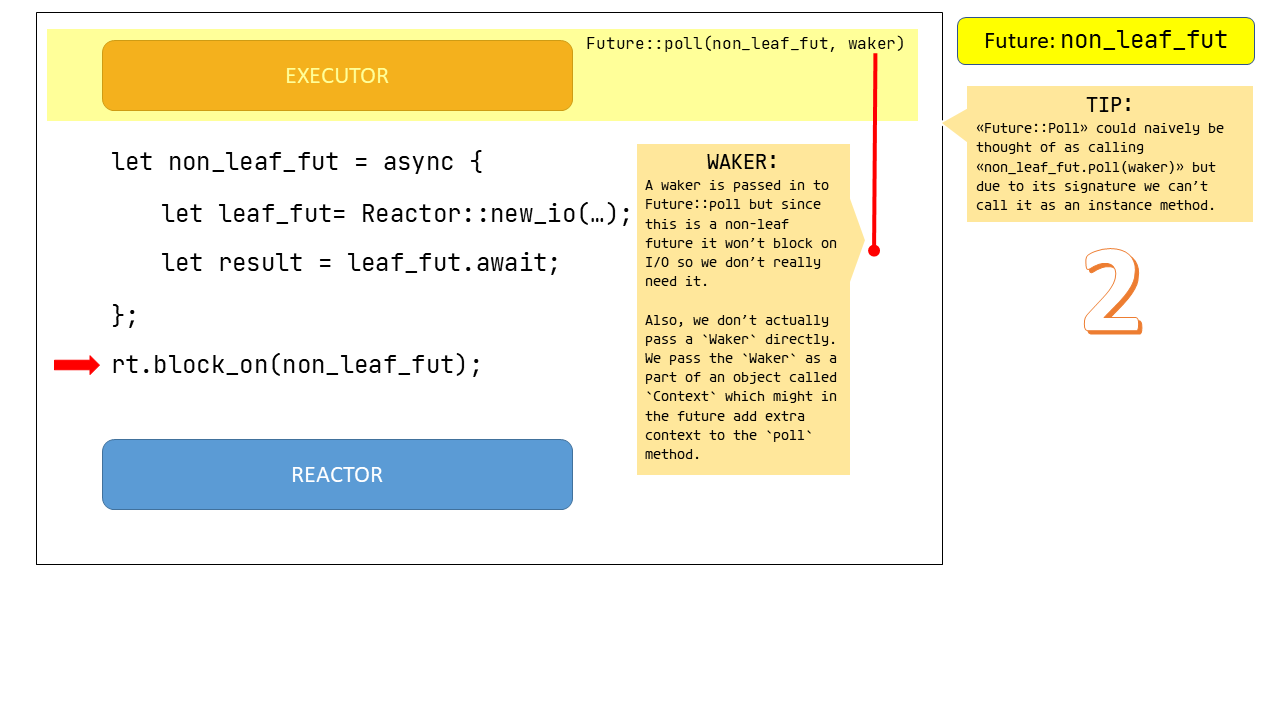 EXECUTOR
Future::poll(non_leaf_fut, waker)
let non_leaf_fut = async {
let leaf_fut= Reactor::new_io(…);
let result = leaf_fut.await;
};
rt.block_on(non_leaf_fut);
REACTOR
WAKER:
A waker is passed in to
Future::poll but since
this is a non-leaf
future it won’t block on
I/O so we don’t really
need it.
Also, we don’t actually
pass a `Waker` directly.
We pass the `Waker` as a
part of an object called
`Context` which might in
the future add extra
context to the `poll`
method.
Future: non_leaf_fut
TIP:
«Future::Poll» could naively be
thought of as calling
«non_leaf_fut.poll(waker)» but
due to its signature we can’t
call it as an instance method.
2